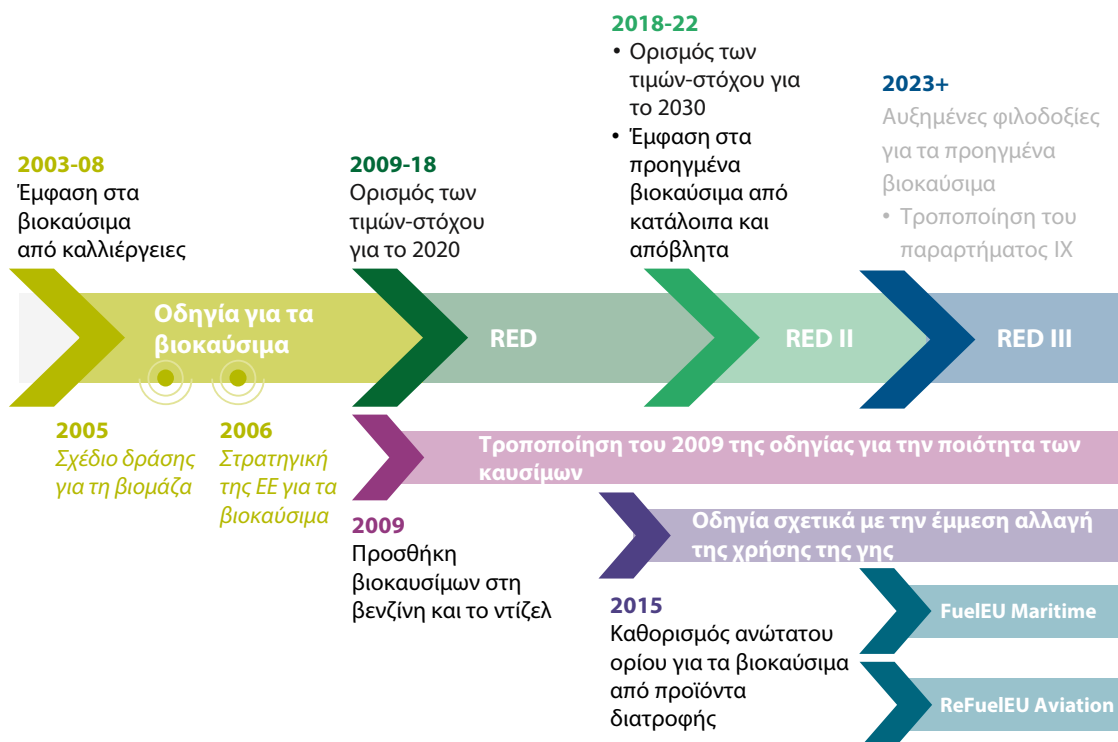 2003-08
Έμφαση στα
βιοκαύσιμα
από καλλιέργειες
2009-18
Ορισμός των
τιμών-στόχου
για το 2020
2018-22
• Ορισμός των
τιμών-στόχου για
το 2030
• Έμφαση στα
προηγμένα
βιοκαύσιμα από
κατάλοιπα και
απόβλητα
2023+
Αυξημένες φιλοδοξίες
για τα προηγμένα
βιοκαύσιμα
• Τροποποίηση του
παραρτήματος IX
Οδηγία για τα
βιοκαύσιμα
RED
RED II
RED III
2005
Σχέδιο δράσης
για τη βιομάζα
2006
Στρατηγική
της ΕΕ για τα
βιοκαύσιμα
Τροποποίηση του 2009 της οδηγίας για την ποιότητα των
καυσίμων
2009
Προσθήκη
βιοκαυσίμων στη
βενζίνη και το ντίζελ
Οδηγία σχετικά με την έμμεση αλλαγή
της χρήσης της γης
2015
Καθορισμός ανώτατου
ορίου για τα βιοκαύσιμα
από προϊόντα
διατροφής
FuelEU Maritime
ReFuelEU Aviation